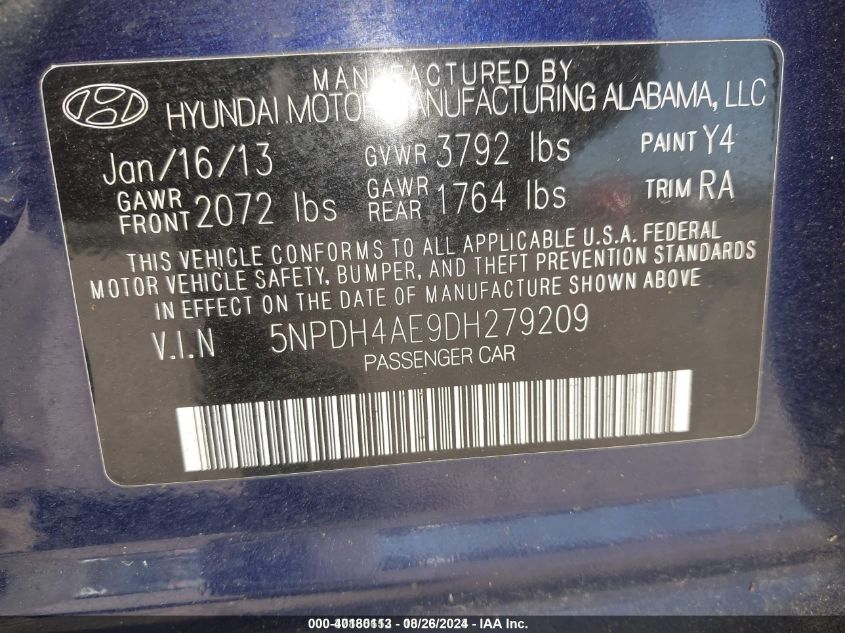 MANUFACTURED BY
HYUNDAI MOTOR MANUFACTURING ALABAMA, LLC
Jan/16/13 GVWR 3792 lbs PAINT Y4
GAWR FRONT 2072 lbs GAWR REAR 1764 lbs TRIM RA
THIS VEHICLE CONFORMS TO ALL APPLICABLE U.S.A. FEDERAL
MOTOR VEHICLE SAFETY, BUMPER, AND THEFT PREVENTION STANDARDS
IN EFFECT ON THE DATE OF MANUFACTURE SHOWN ABOVE
V.I.N 5NPDH4AE9DH279209
PASSENGER CAR
08/26/2024 - IAA Inc.